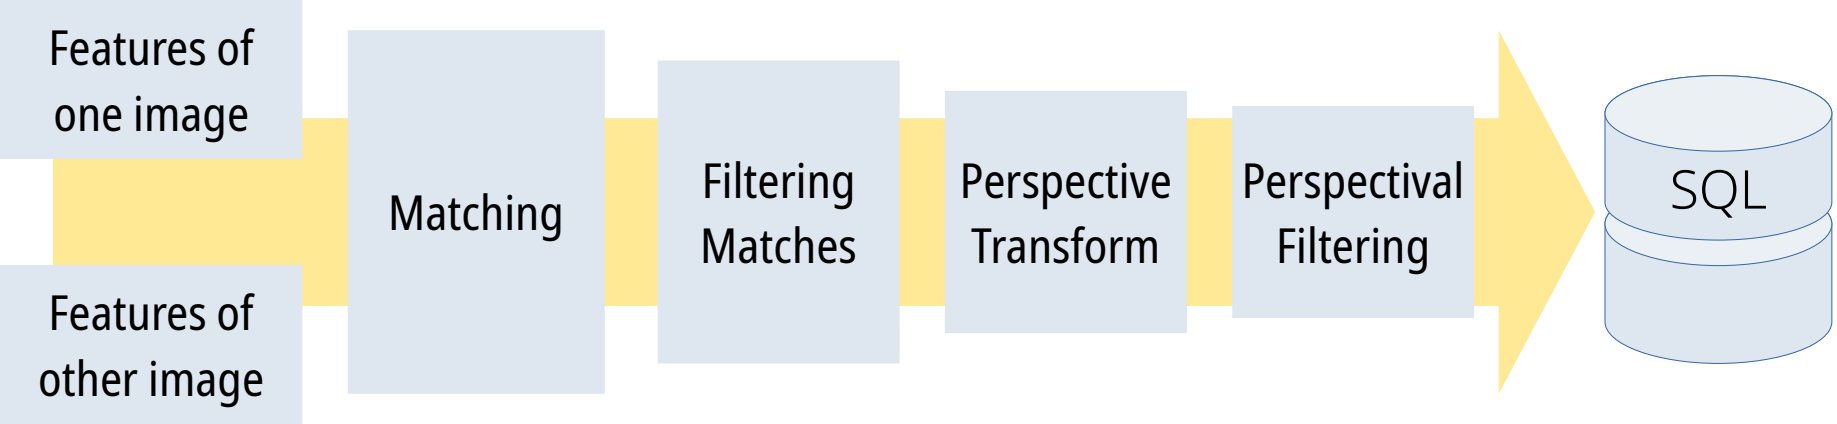 Features of
one image
Features of
other image
Matching
Filtering
Matches
Perspective
Transform
Perspectival
Filtering
SQL